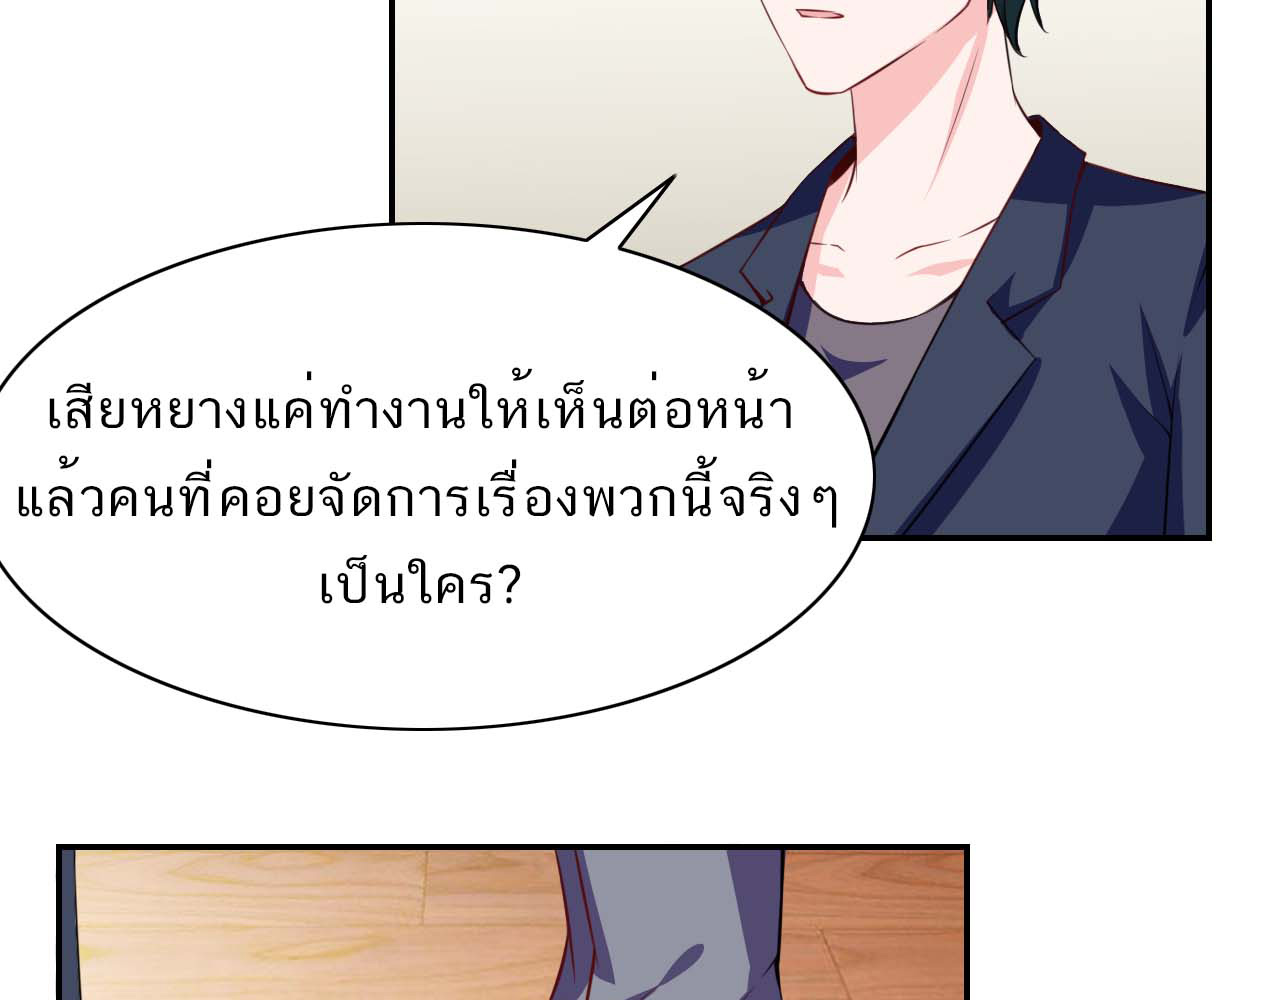 เสียหยางแค่ทำงานให้เห็นต่อหน้า
แล้วคนที่คอยจัดการเรื่องพวกนี้จริงๆ
เป็นใคร?